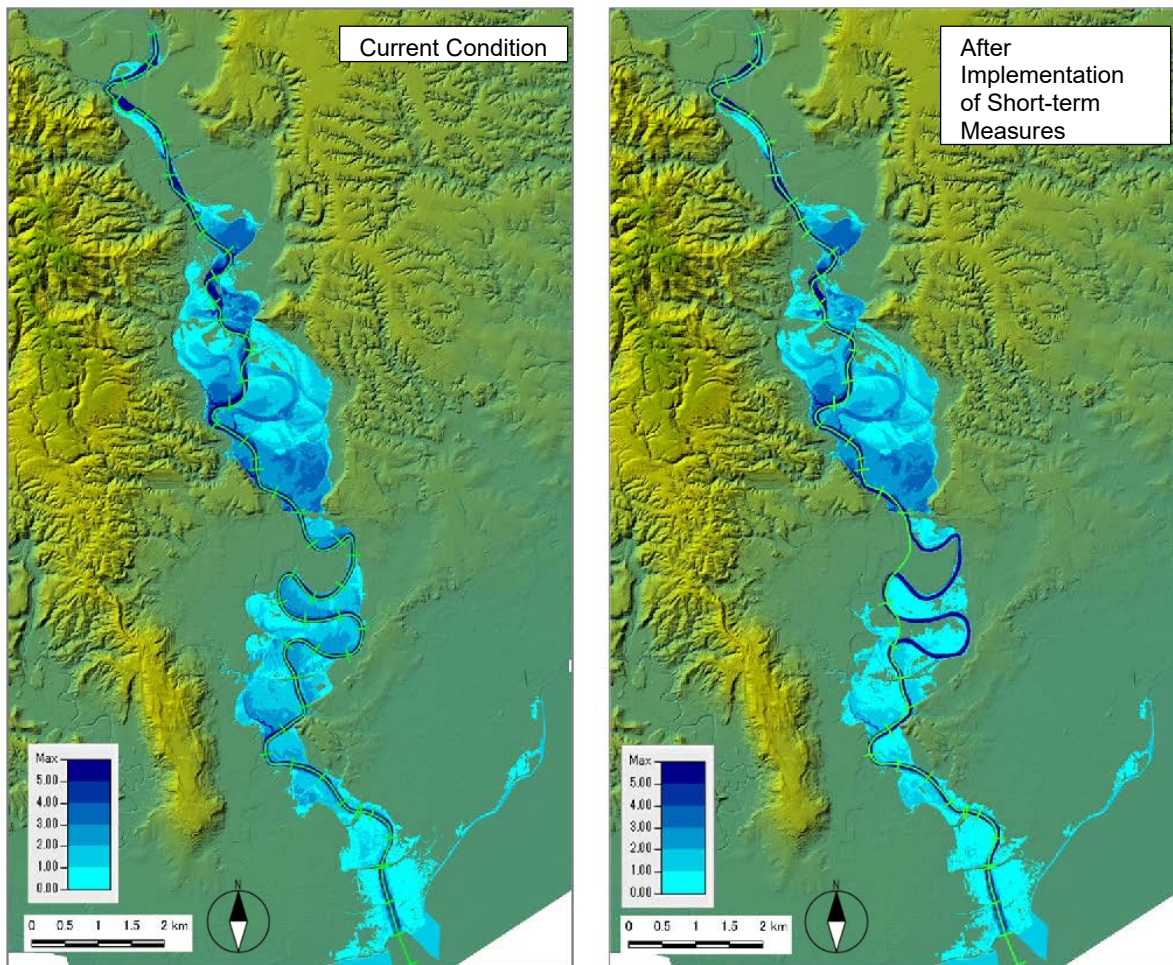 Current Condition
Max
5.00
4.00
3.00
2.00
1.00
0.00
N
0 0.5 1 1.5 2 km
After
Implementation
of Short-term
Measures
Max
5.00
4.00
3.00
2.00
1.00
0.00
N
0 0.5 1 1.5 2 km